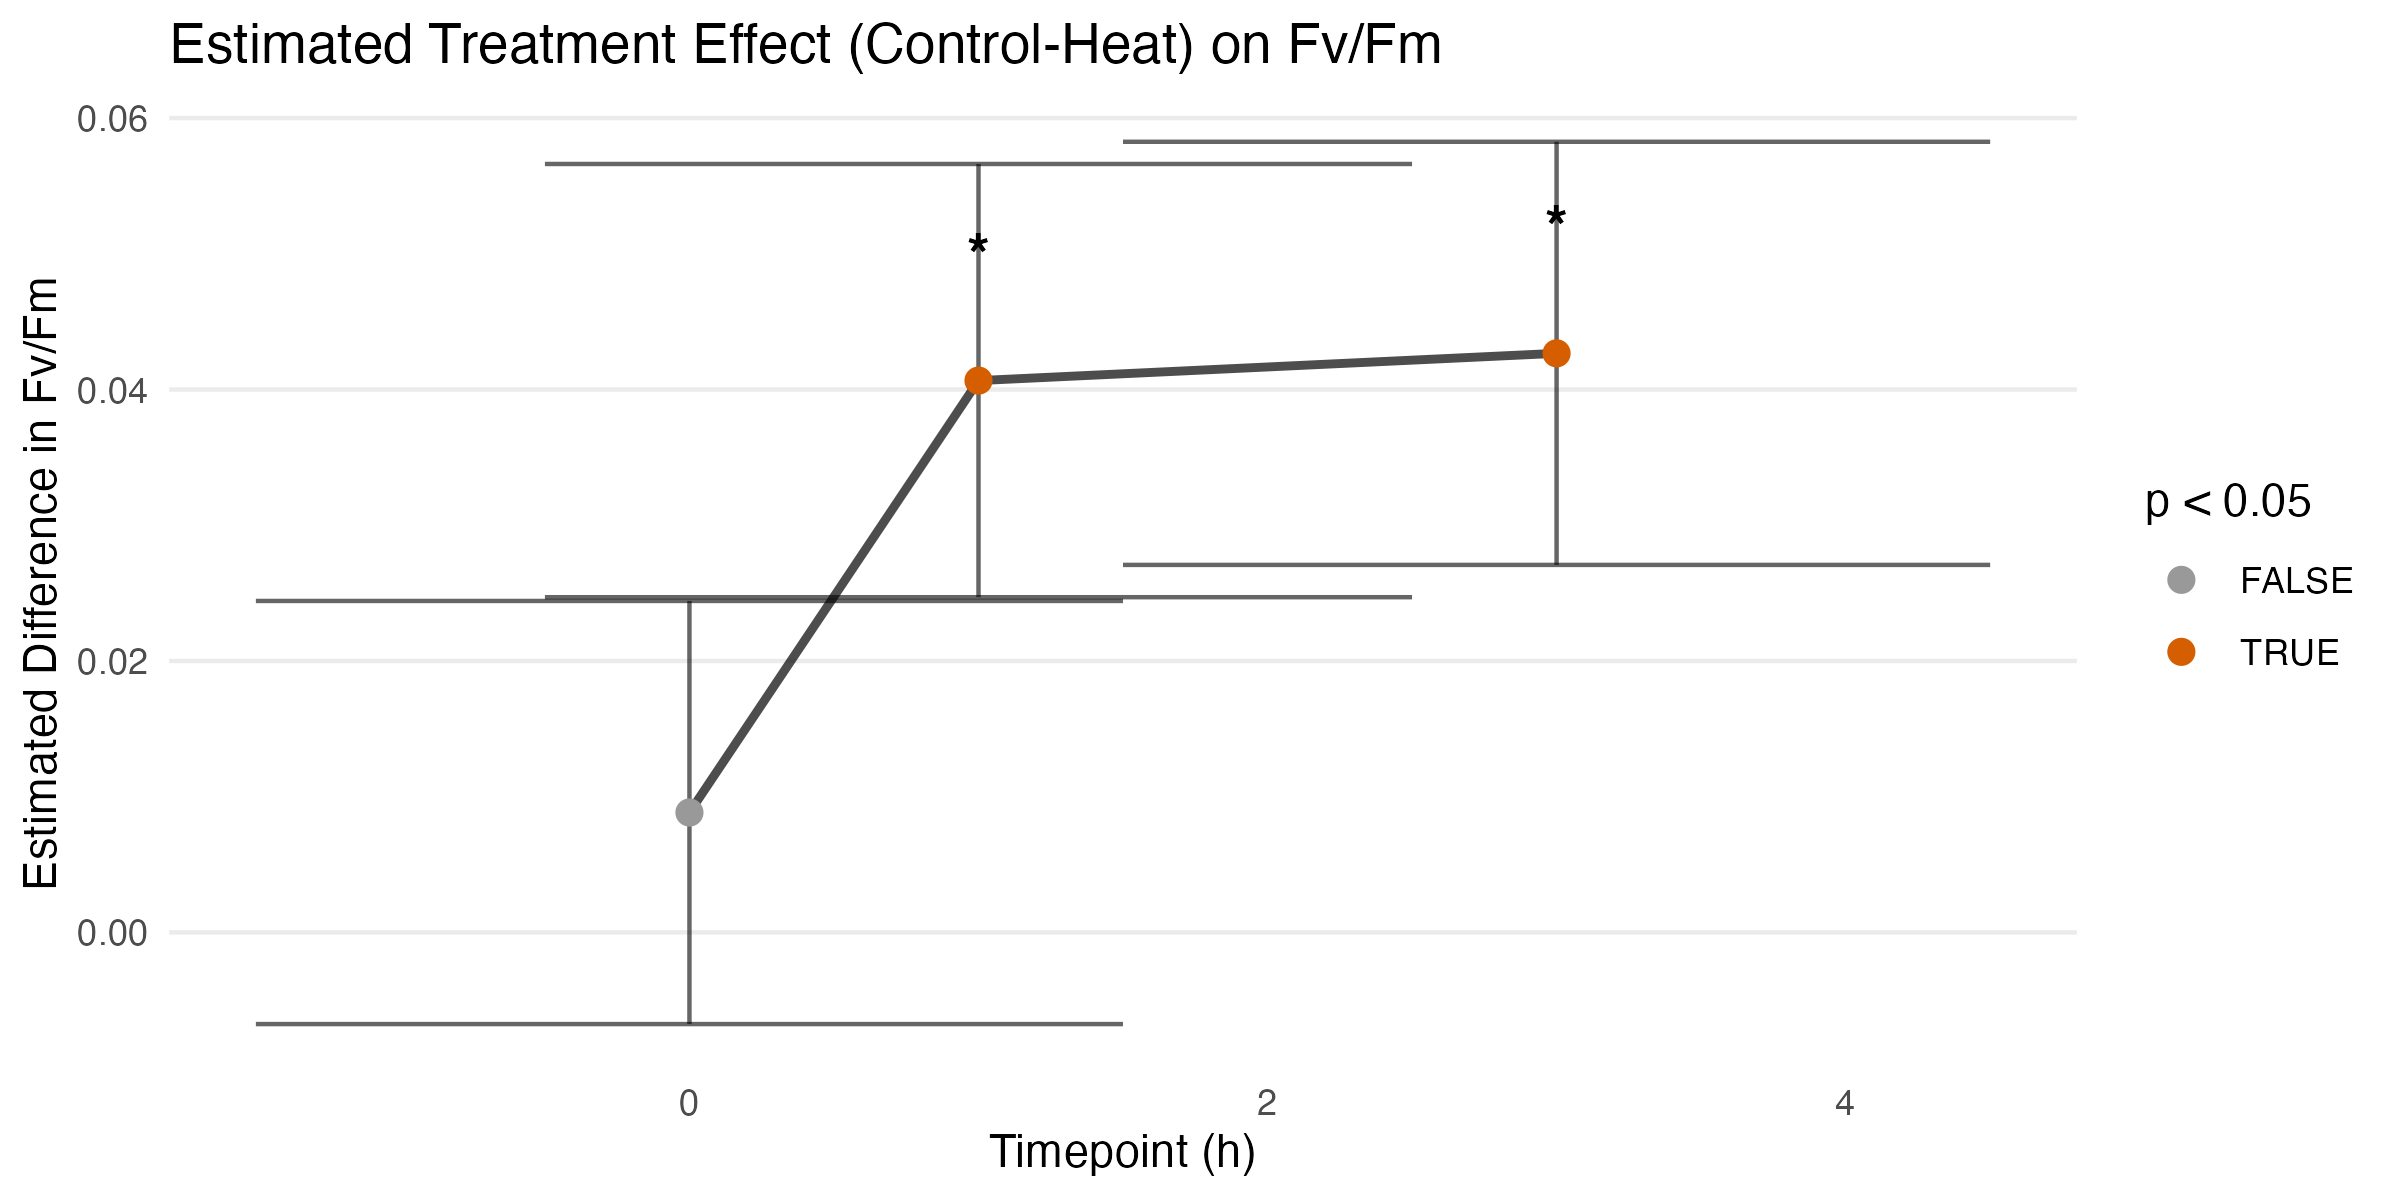 Estimated Treatment Effect (Control-Heat) on Fv/Fm
Estimated Difference in Fv/Fm
0.06
0.04
0.02
0.00
*
*
0
2
4
Timepoint (h)
p < 0.05
FALSE
TRUE